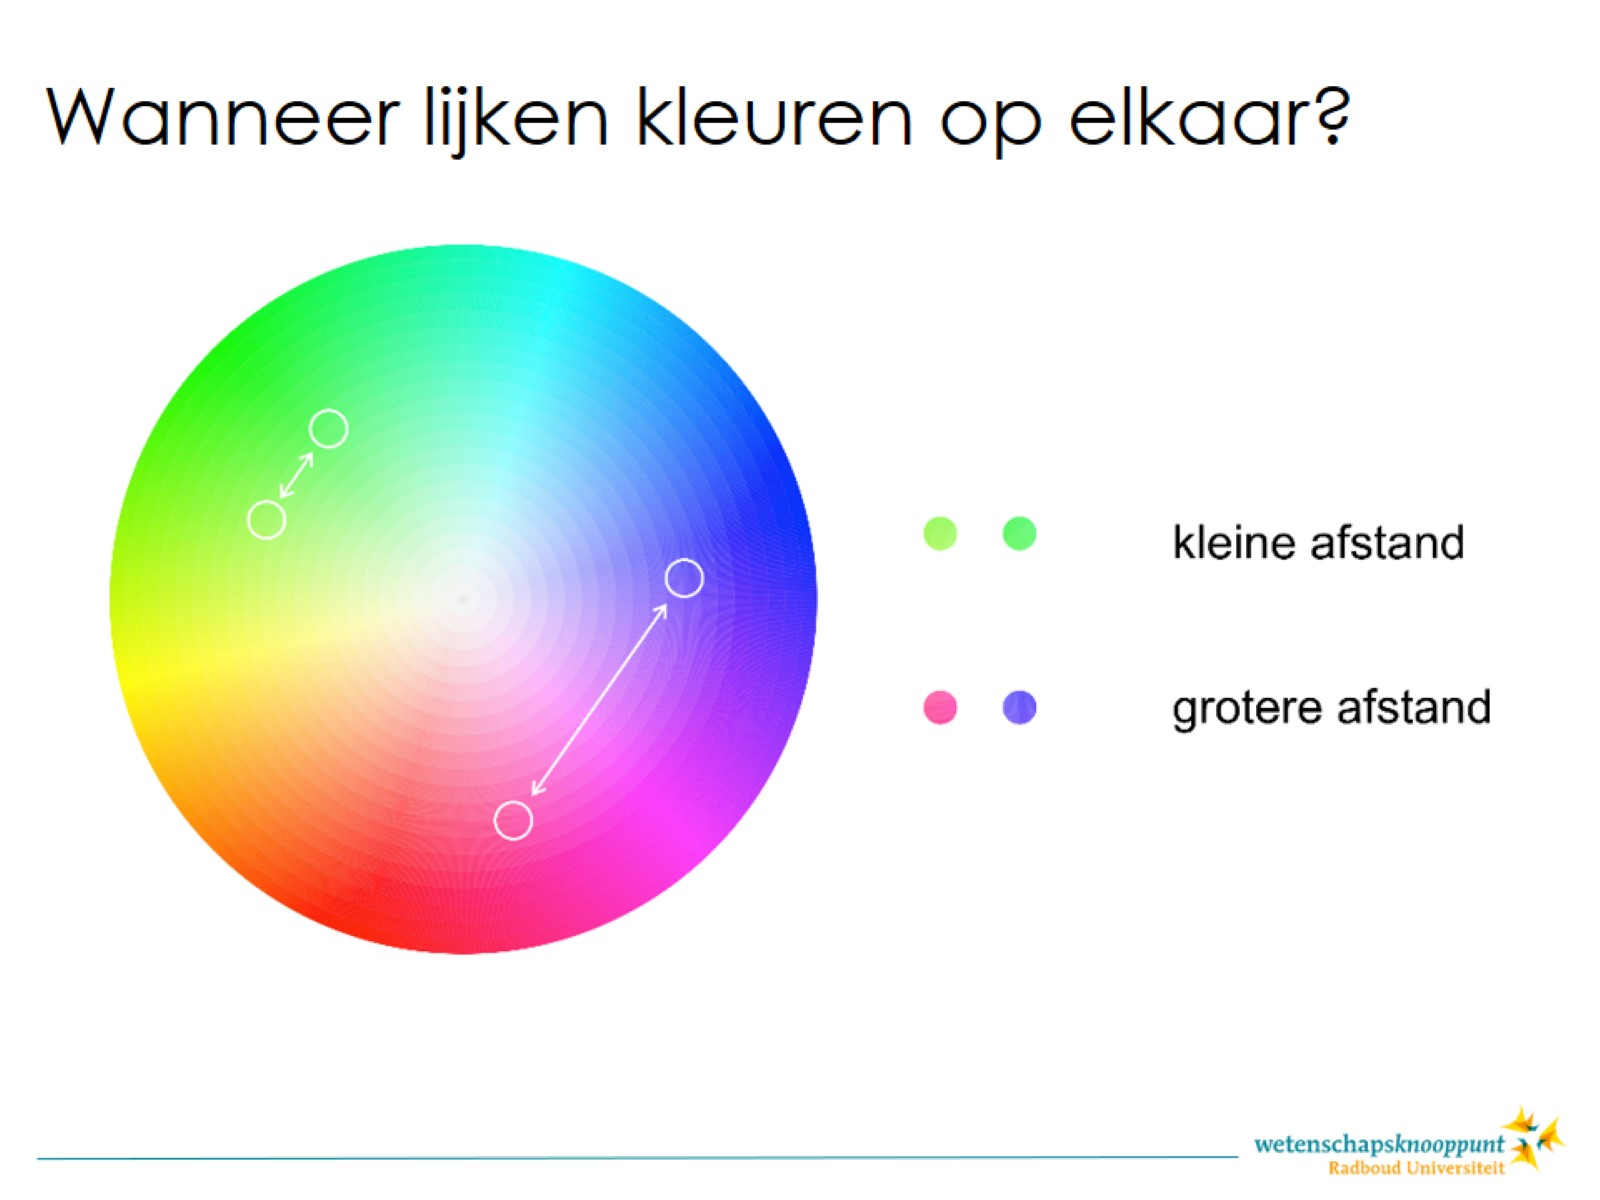 Wanneer lijken kleuren op elkaar?
kleine afstand
grotere afstand
wetenschapsknooppunt
Radboud Universiteit